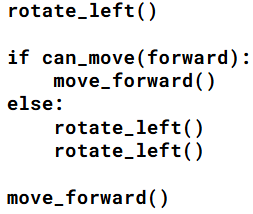 rotate_left()

if can_move(forward):
    move_forward()
else:
    rotate_left()
    rotate_left()

move_forward()